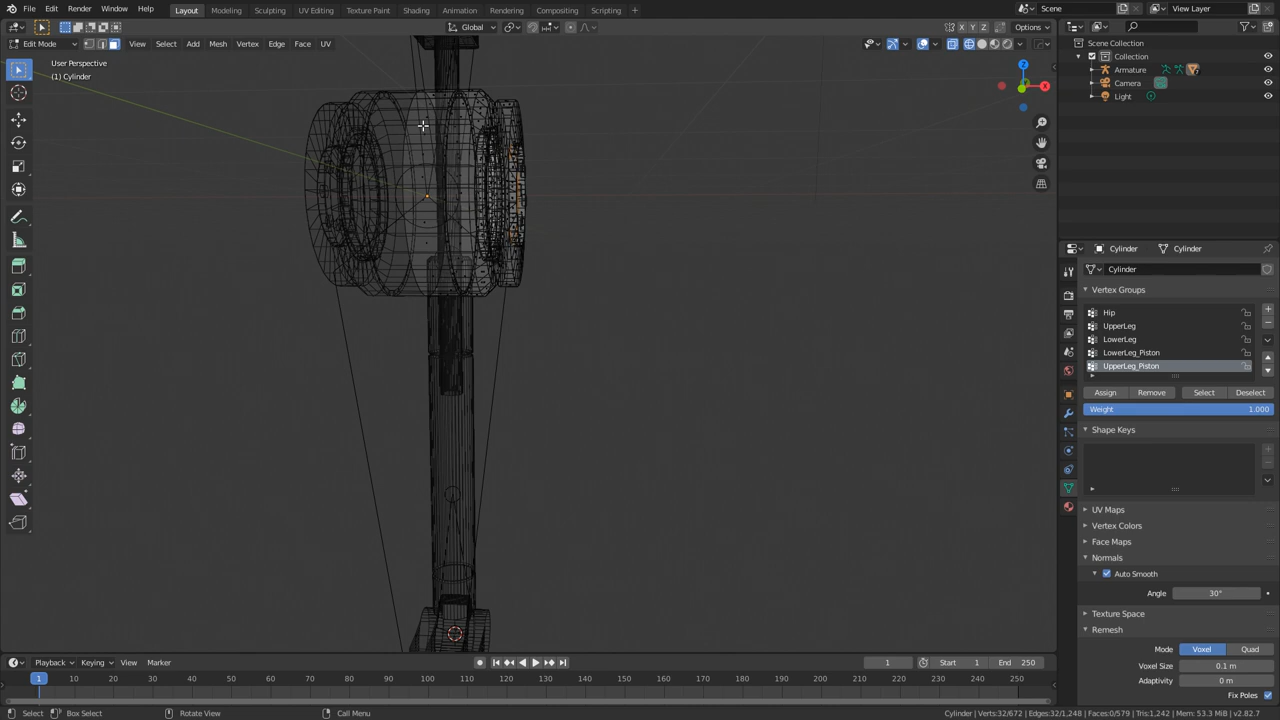 File Edit Render Window Help Layout Modeling Sculpting UV Editing Texture Paint Shading Animation Rendering Compositing Scripting + Scene View Layer
Global X Y Z Options
Edit Mode View Select Add Mesh Vertex Edge Face UV
User Perspective
(1) Cylinder
Z
X
Scene Collection
Collection
Armature
Camera
Light
Cylinder Cylinder
Cylinder
Vertex Groups
Hip
UpperLeg
LowerLeg
LowerLeg_Piston
UpperLeg_Piston
Assign Remove Select Deselect
Weight 1.000
Shape Keys
UV Maps
Vertex Colors
Face Maps
Normals
Auto Smooth
Angle 30°
Texture Space
Remesh
Mode Voxel Quad
Voxel Size 0.1 m
Adaptivity 0 m
Fix Poles
Playback Keying View Marker 1 Start 1 End 250
1 10 20 30 40 50 60 70 80 90 100 110 120 130 140 150 160 170 180 190 200 210 220 230 240 250
Select Box Select Rotate View Call Menu Cylinder | Verts:32/672 | Edges:32/1,248 | Faces:0/579 | Tris:1,242 | Mem: 53.3 MiB | v2.82.7